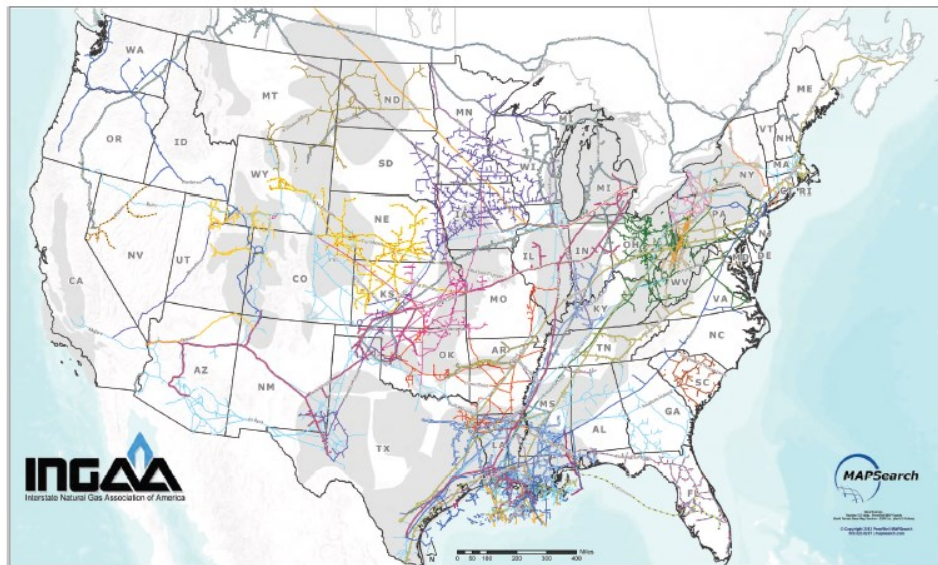 WA
ME
MT
ND
MN
MI
VT
NH
OR
ID
SD
WI
MI
NY
MA
CT
RI
WY
NE
PA
NV
UT
CO
IL
IN
OH
NJ
MD
DE
CA
KS
MO
WV
VA
KY
NC
OK
AR
TN
AZ
NM
SC
MS
AL
GA
TX
LA
FL
INGAA
Interstate Natural Gas Association of America
MAPSearch
0 50 100 200 300 400 Miles